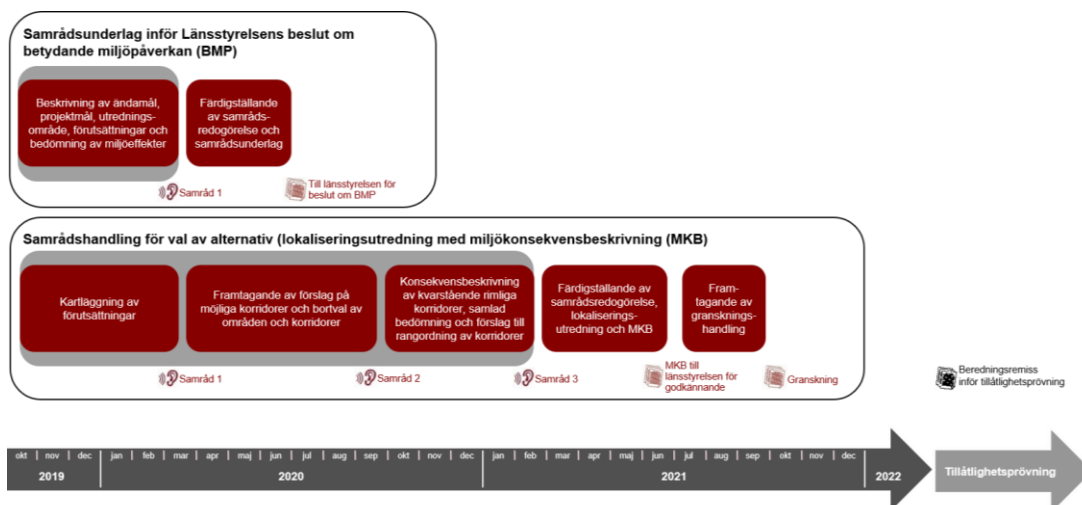 Samrådsunderlag inför Länsstyrelsens beslut om
betydande miljöpåverkan (BMP)
Beskrivning av ändamål,
projektmål, utrednings-
område, förutsättningar och
bedömning av miljöeffekter
Färdigställande
av samråds-
redogörelse och
samrådsunderlag
Samråd 1
Till länsstyrelsen för
beslut om BMP
Samrådshandling för val av alternativ (lokaliseringsutredning med miljökonsekvensbeskrivning (MKB)
Kartläggning av
förutsättningar
Framtagande av förslag på
möjliga korridorer och bortval av
områden och korridorer
Konsekvensbeskrivning
av kvarstående rimliga
korridorer, samlad
bedömning och förslag till
rangordning av korridorer
Färdigställande av
samrådsredogörelse,
lokaliserings-
utredning och MKB
Fram-
tagande av
gransknings-
handling
Samråd 1
Samråd 2
Samråd 3
MKB till
länsstyrelsen för
godkännande
Granskning
Beredningsremiss
inför tillåtlighetsprövning
okt | nov | dec | jan | feb | mar | apr | maj | jun | jul | aug | sep | okt | nov | dec | jan | feb | mar | apr | maj | jun | jul | aug | sep | okt | nov | dec
2019 2020 2021 2022
Tillåtlighetsprövning